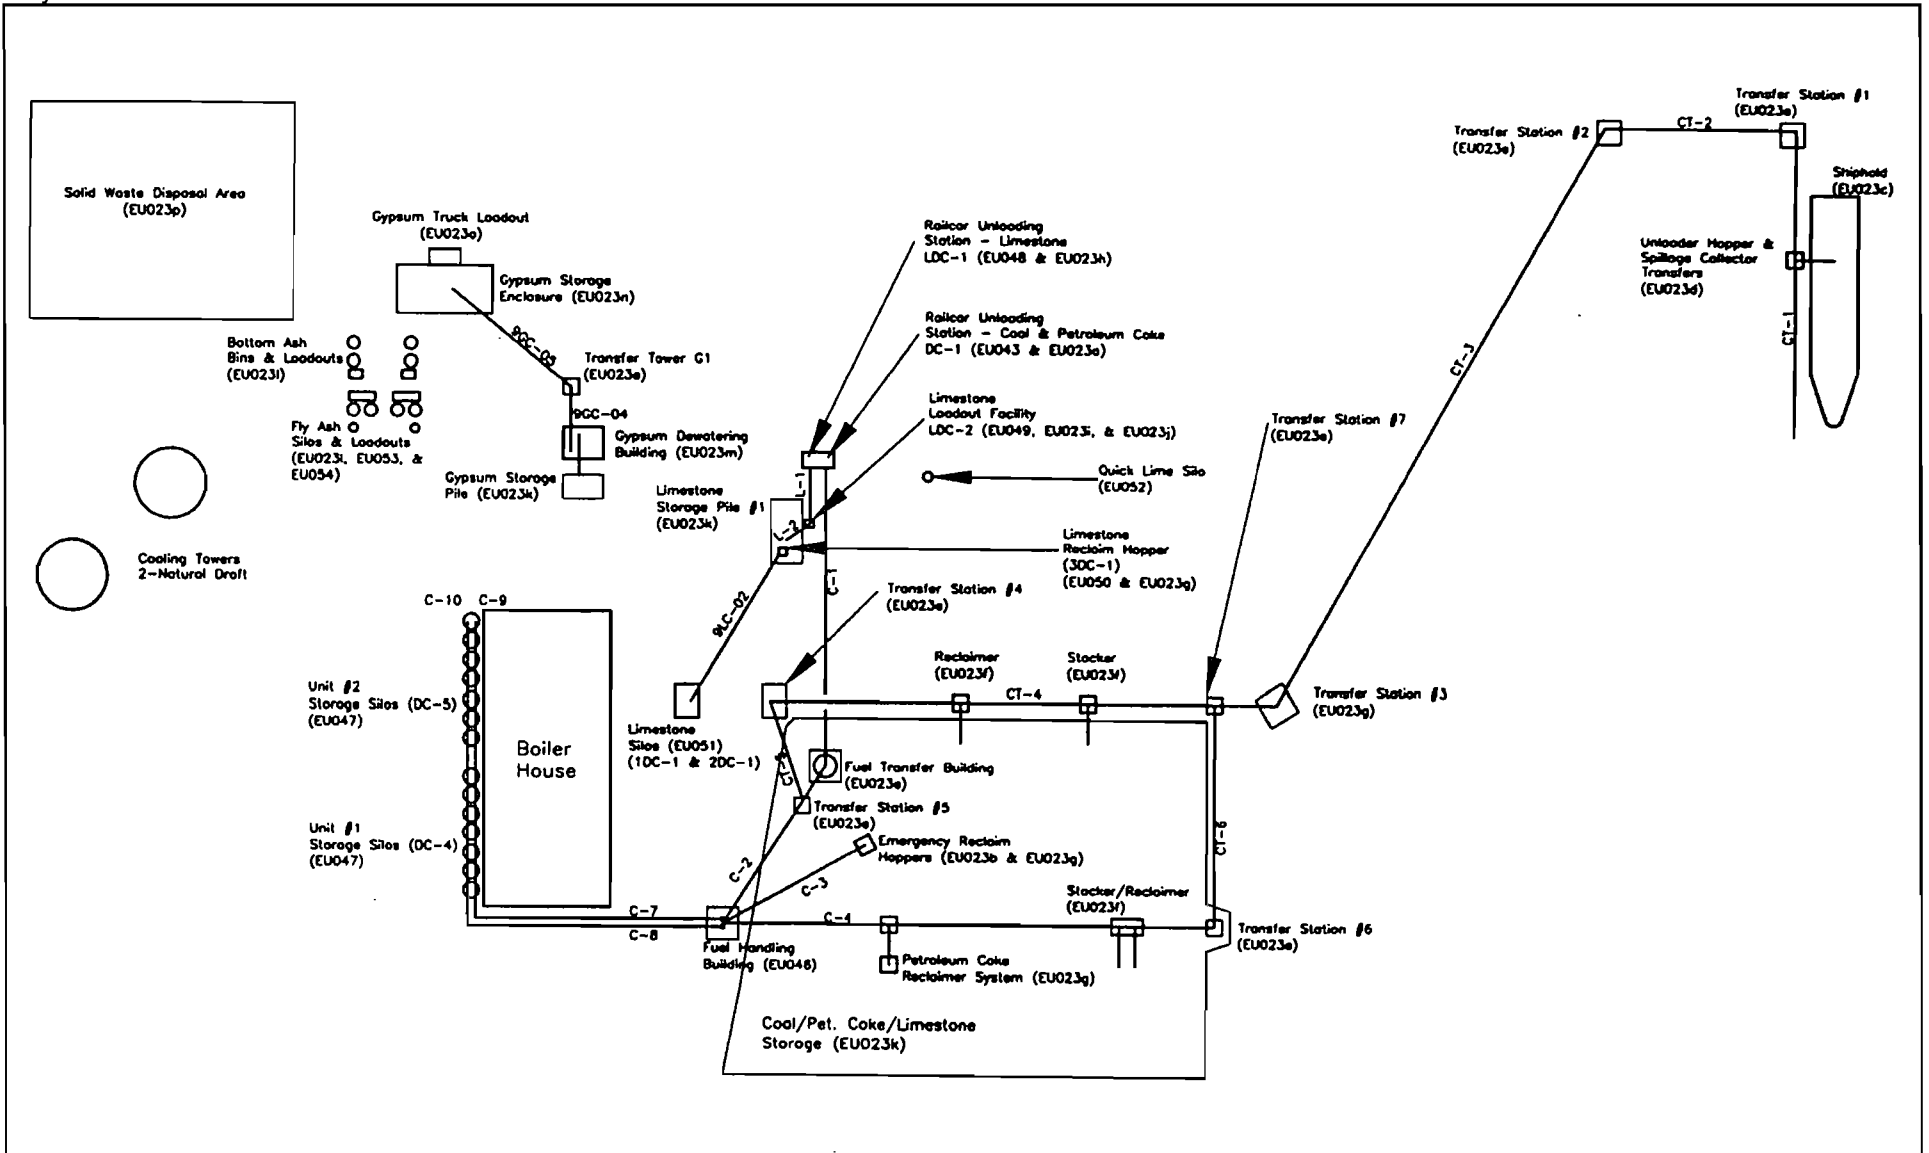 Transfer Station #1
(EU023e)
CT-2
Transfer Station #2
(EU023e)
Shiphold
(EU023c)
Solid Waste Disposal Area
(EU023p)
Gypsum Truck Loadout
(EU023o)
Railcar Unloading
Station - Limestone
LDC-1 (EU048 & EU023h)
Unloader Hopper &
Spillage Collector
Transfers
(EU023d)
Gypsum Storage
Enclosure (EU023n)
CT-1
9GC-05
Railcar Unloading
Station - Coal & Petroleum Coke
DC-1 (EU043 & EU023a)
Bottom Ash
Bins & Loadouts
(EU023l)
Transfer Tower G1
(EU023e)
CT-3
9GC-04
Limestone
Loadout Facility
LDC-2 (EU049, EU023i, & EU023j)
Transfer Station #7
(EU023e)
Fly Ash
Silos & Loadouts
(EU023l, EU053, &
EU054)
Gypsum Dewatering
Building (EU023m)
Gypsum Storage
Pile (EU023k)
Quick Lime Silo
(EU052)
L-1
Limestone
Storage Pile #1
(EU023k)
L-2
Limestone
Reclaim Hopper
(3DC-1)
(EU050 & EU023g)
Cooling Towers
2-Natural Draft
C-1
Transfer Station #4
(EU023e)
C-10
C-9
9LC-02
Reclaimer
(EU023f)
Stacker
(EU023f)
CT-4
Transfer Station #3
(EU023g)
Unit #2
Storage Silos (DC-5)
(EU047)
Limestone
Silos (EU051)
(1DC-1 & 2DC-1)
Boiler
House
Fuel Transfer Building
(EU023e)
Transfer Station #5
(EU023e)
Unit #1
Storage Silos (DC-4)
(EU047)
Emergency Reclaim
Hoppers (EU023b & EU023g)
CT-6
C-2
C-3
Stacker/Reclaimer
(EU023f)
C-7
C-8
C-4
Fuel Handling
Building (EU046)
Petroleum Coke
Reclaimer System (EU023g)
Transfer Station #6
(EU023e)
Coal/Pet. Coke/Limestone
Storage (EU023k)